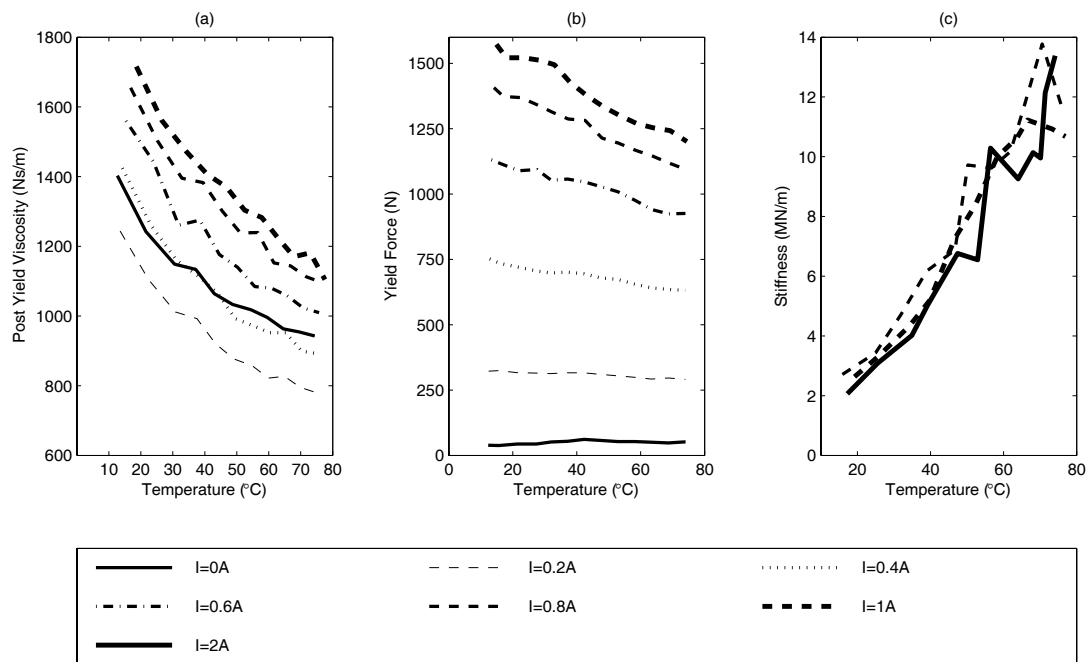 (a)
(b)
(c)
1800
1600
1400
1200
1000
800
600
Post Yield Viscosity (Ns/m)
10 20 30 40 50 60 70 80
Temperature (°C)
1500
1250
1000
750
500
250
0
Yield Force (N)
0 20 40 60 80
Temperature (°C)
14
12
10
8
6
4
2
0
Stiffness (MN/m)
20 40 60 80
Temperature (°C)
I=0A I=0.2A I=0.4A
I=0.6A I=0.8A I=1A
I=2A